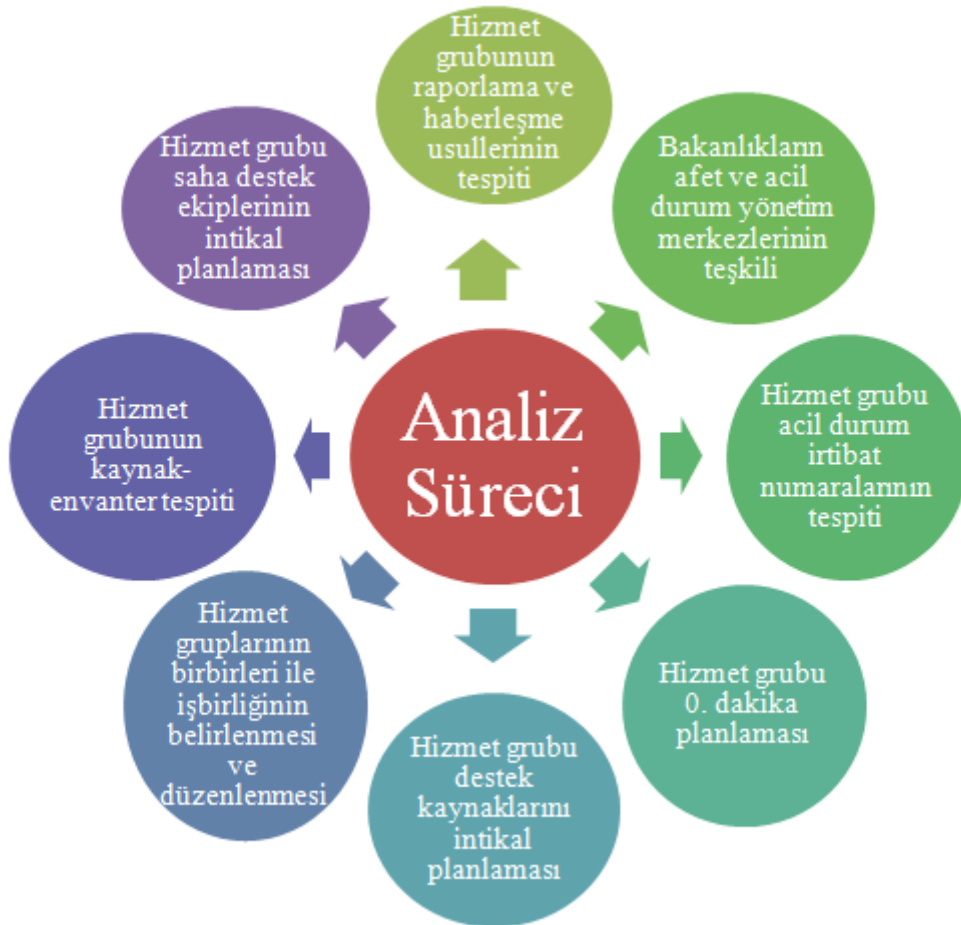 Hizmet
grubunun
raporlama ve
haberleşme
usullerinin
tespiti
Bakanlıkların
afet ve acil
durum yönetim
merkezlerinin
teşkili
Hizmet grubu
acil durum
irtibat
numaralarının
tespiti
Hizmet grubu
0. dakika
planlaması
Hizmet grubu
destek
kaynaklarını
intikal
planlaması
Hizmet
gruplarının
birbirleri ile
işbirliğinin
belirlenmesi
ve
düzenlenmesi
Hizmet
grubunun
kaynak-
envanter tespiti
Hizmet grubu
saha destek
ekiplerinin
intikal
planlaması
Analiz
Süreci